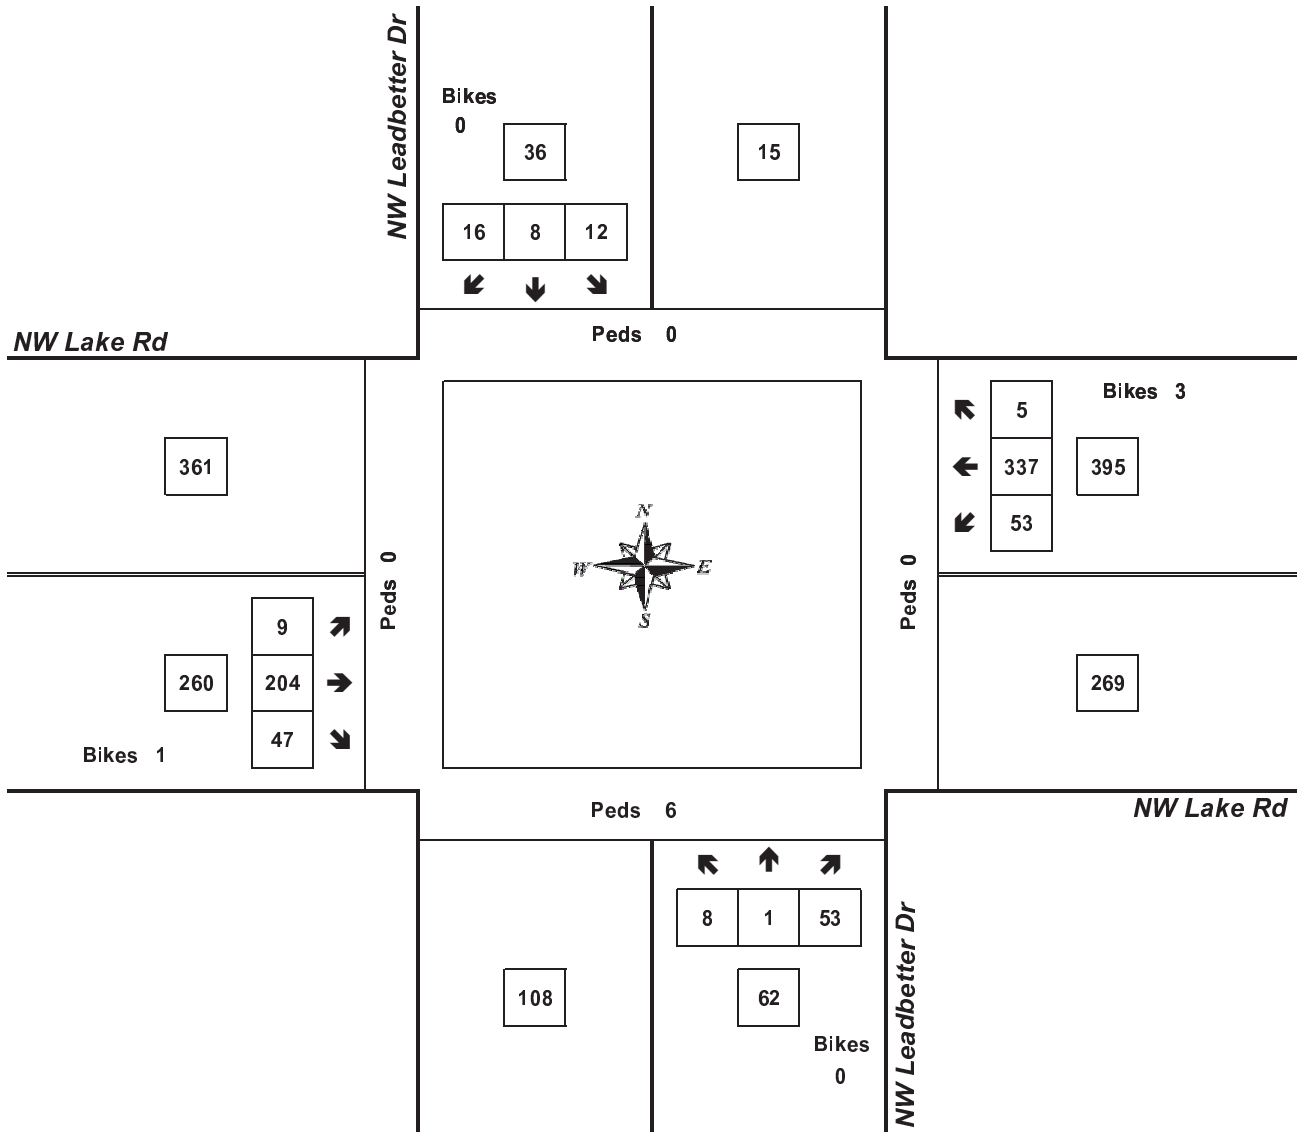 NW Leadbetter Dr
Bikes
0
36
15
16 8 12
Peds 0
NW Lake Rd
5
Bikes 3
361
337
395
53
N
W E
S
Peds 0
Peds 0
9
260
204
47
Bikes 1
269
Peds 6
NW Lake Rd
8 1 53
108
62
Bikes
0
NW Leadbetter Dr